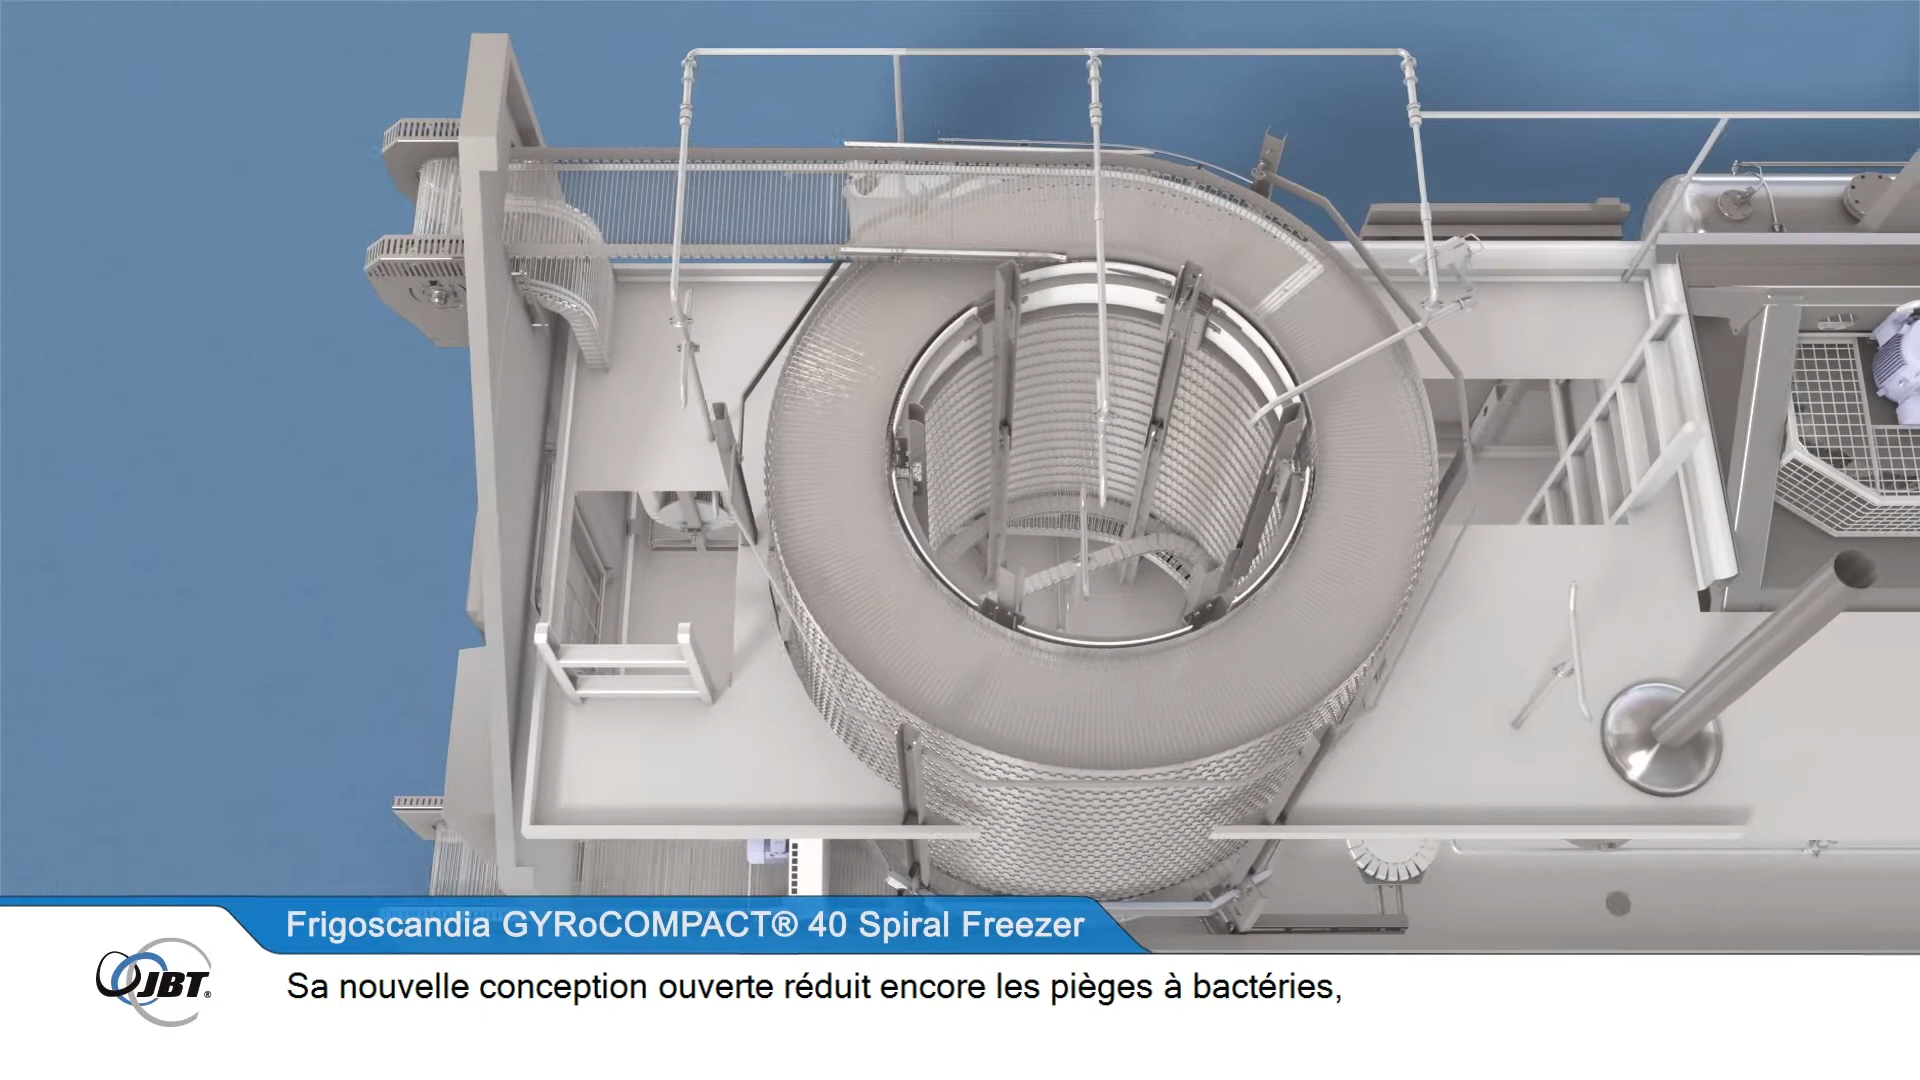 Frigoscandia GYRoCOMPACT® 40 Spiral Freezer
JBT®
Sa nouvelle conception ouverte réduit encore les pièges à bactéries,